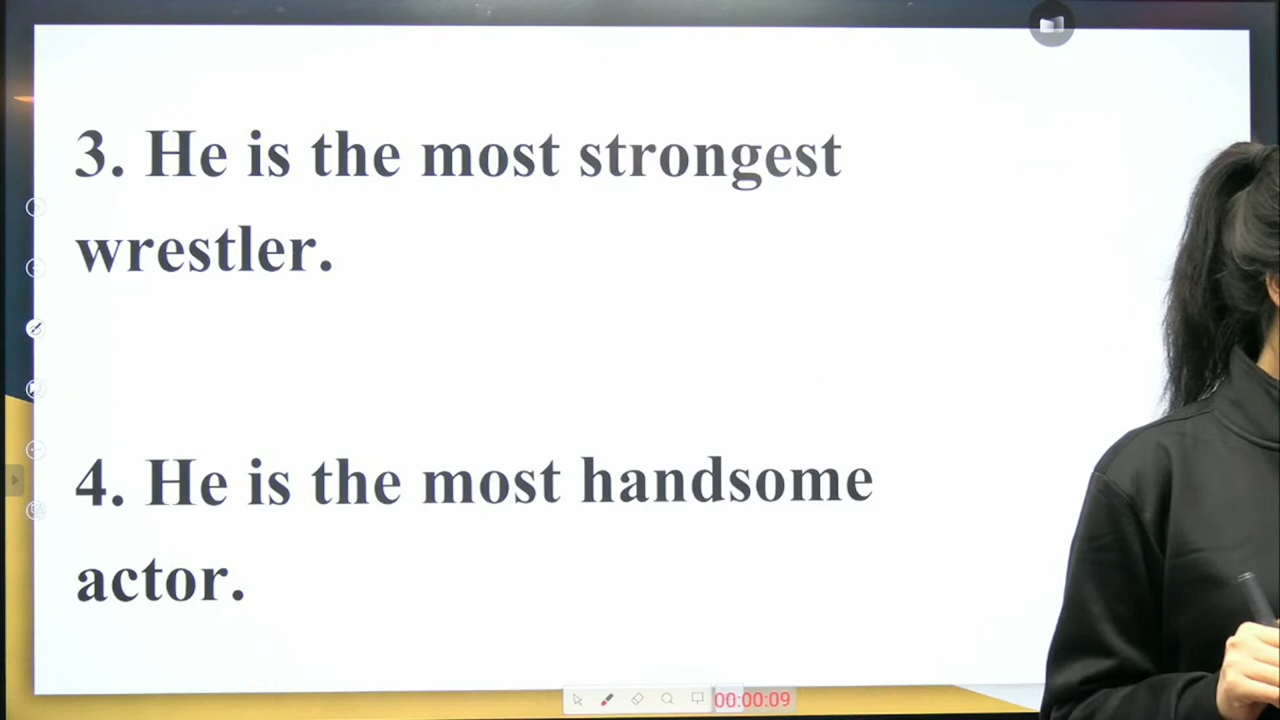 3. He is the most strongest
wrestler.
4. He is the most handsome
actor.
00:00:09